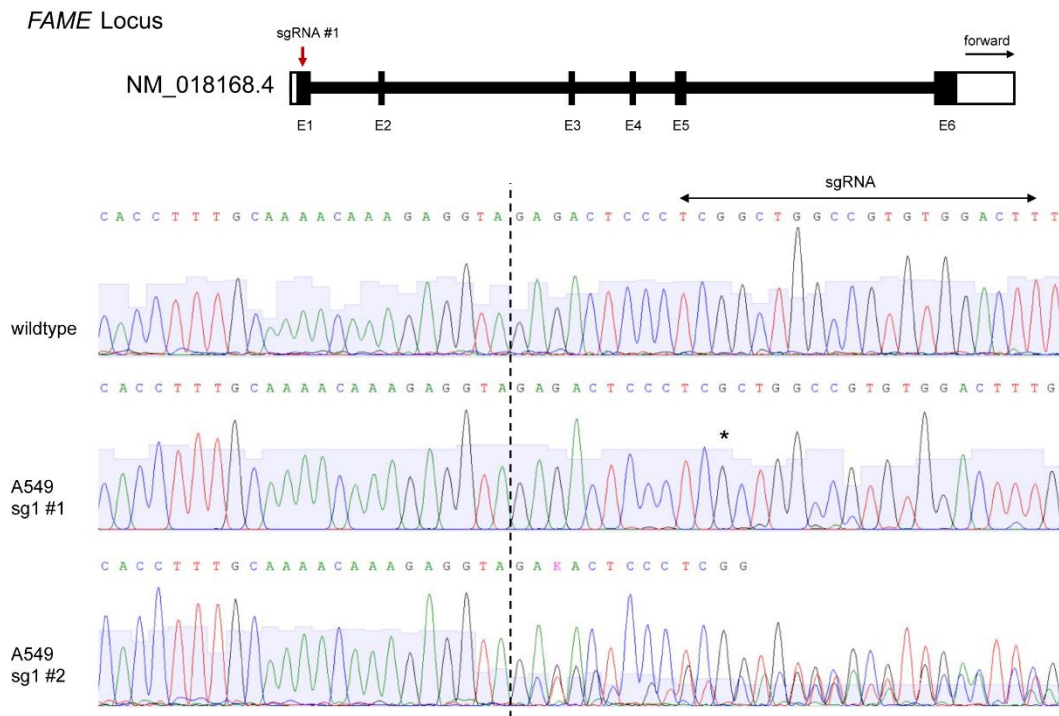 FAME Locus
sgRNA #1
forward
NM_018168.4
E1 E2 E3 E4 E5 E6
sgRNA
C A C C T T T G C A A A A C A A A G A G G T A G A G A C T C C C T C G G C T G G C C G T G T G G A C T T T
wildtype
C A C C T T T G C A A A A C A A A G A G G T A G A G A C T C C C T C G C T G G C C G T G T G G A C T T T G
*
A549
sg1 #1
C A C C T T T G C A A A A C A A A G A G G T A G A K A C T C C C T C G G
A549
sg1 #2